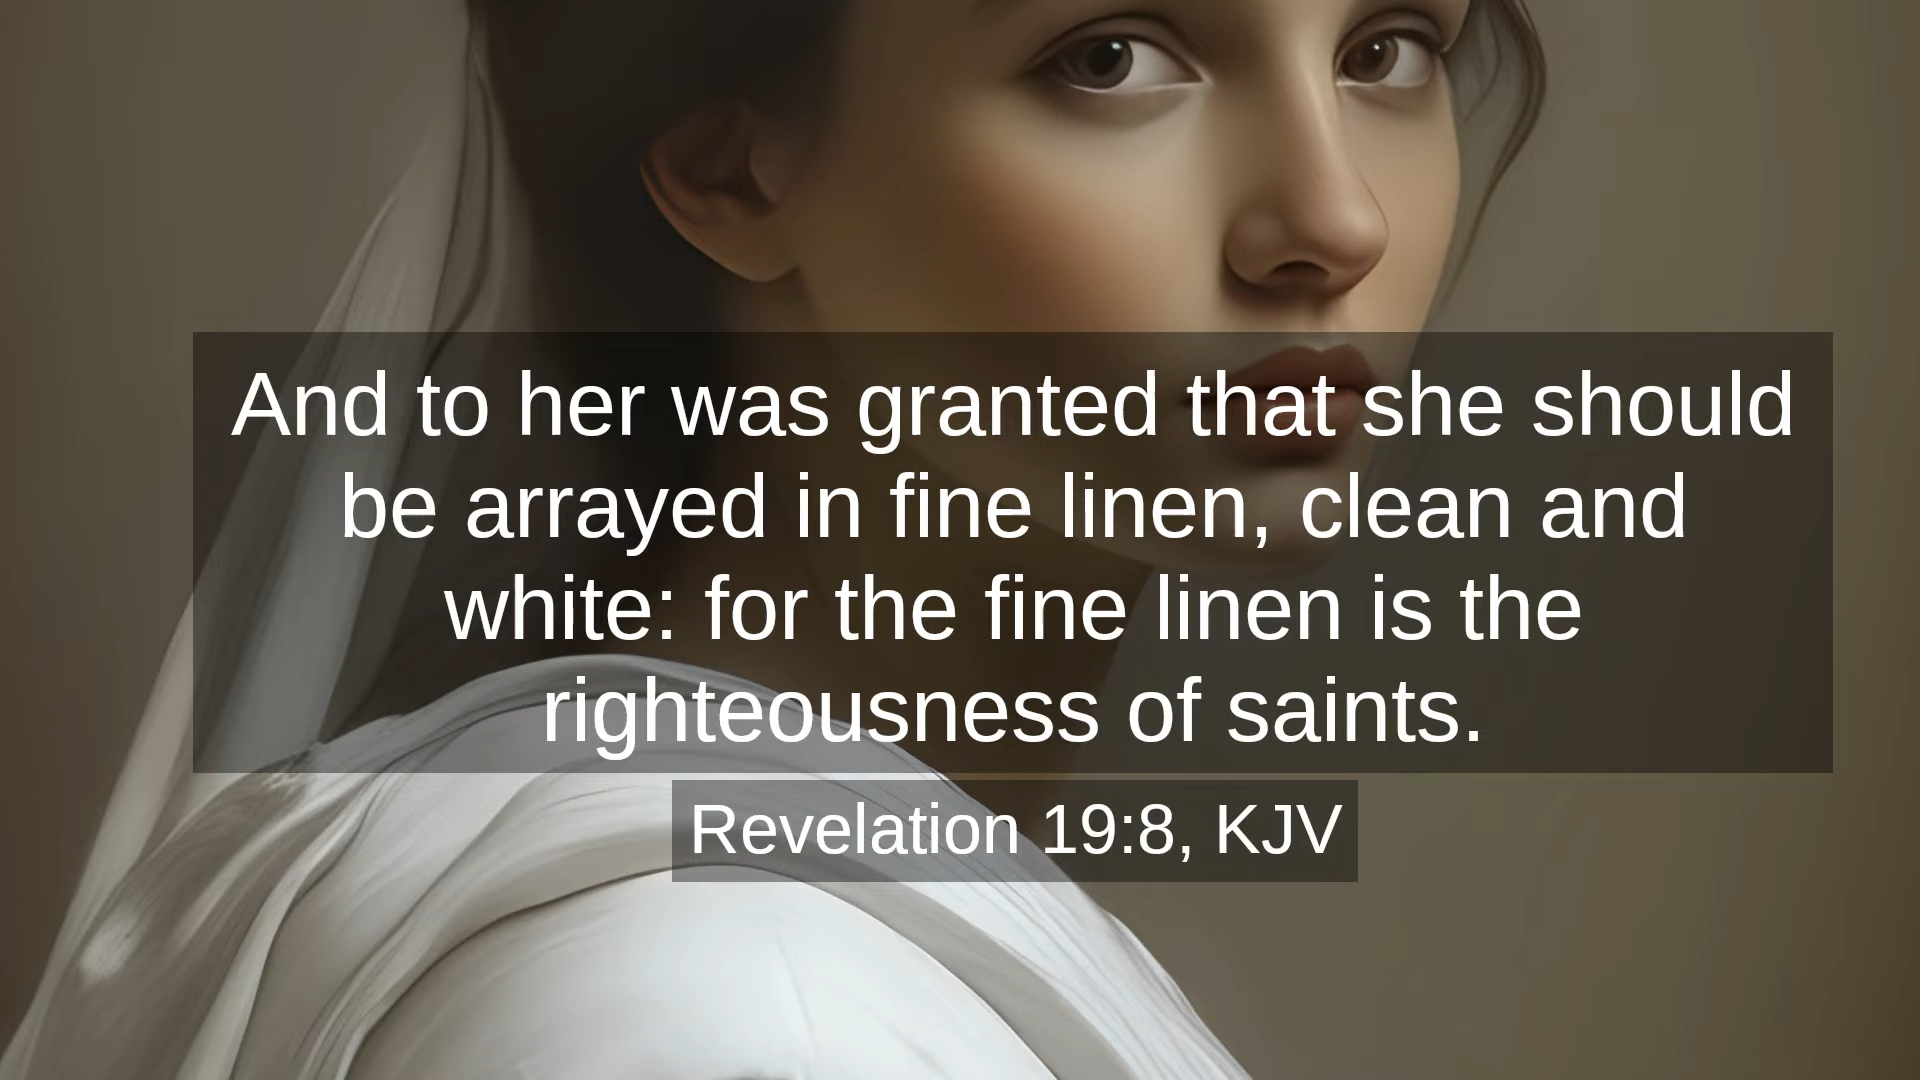 And to her was granted that she should
be arrayed in fine linen, clean and
white: for the fine linen is the
righteousness of saints.
Revelation 19:8, KJV